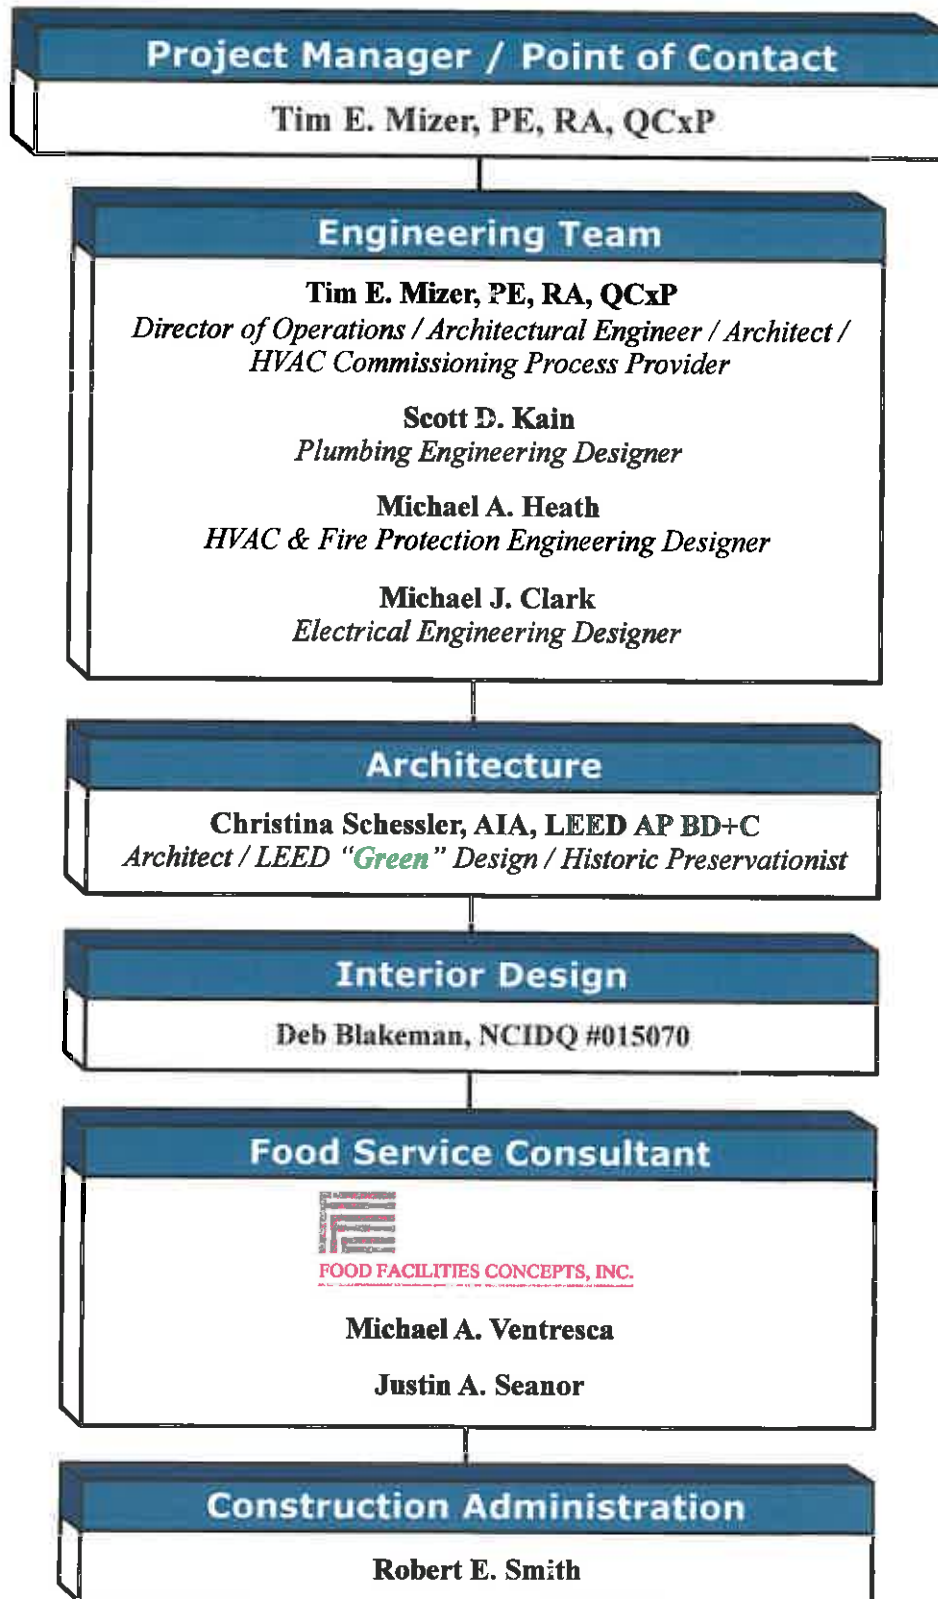 Project Manager / Point of Contact
Tim E. Mizer, PE, RA, QCxP
Engineering Team
Tim E. Mizer, PE, RA, QCxP
Director of Operations / Architectural Engineer / Architect /
HVAC Commissioning Process Provider
Scott D. Kain
Plumbing Engineering Designer
Michael A. Heath
HVAC & Fire Protection Engineering Designer
Michael J. Clark
Electrical Engineering Designer
Architecture
Christina Schessler, AIA, LEED AP BD+C
Architect / LEED “Green” Design / Historic Preservationist
Interior Design
Deb Blakeman, NCIDQ #015070
Food Service Consultant
FOOD FACILITIES CONCEPTS, INC.
Michael A. Ventresca
Justin A. Seanor
Construction Administration
Robert E. Smith